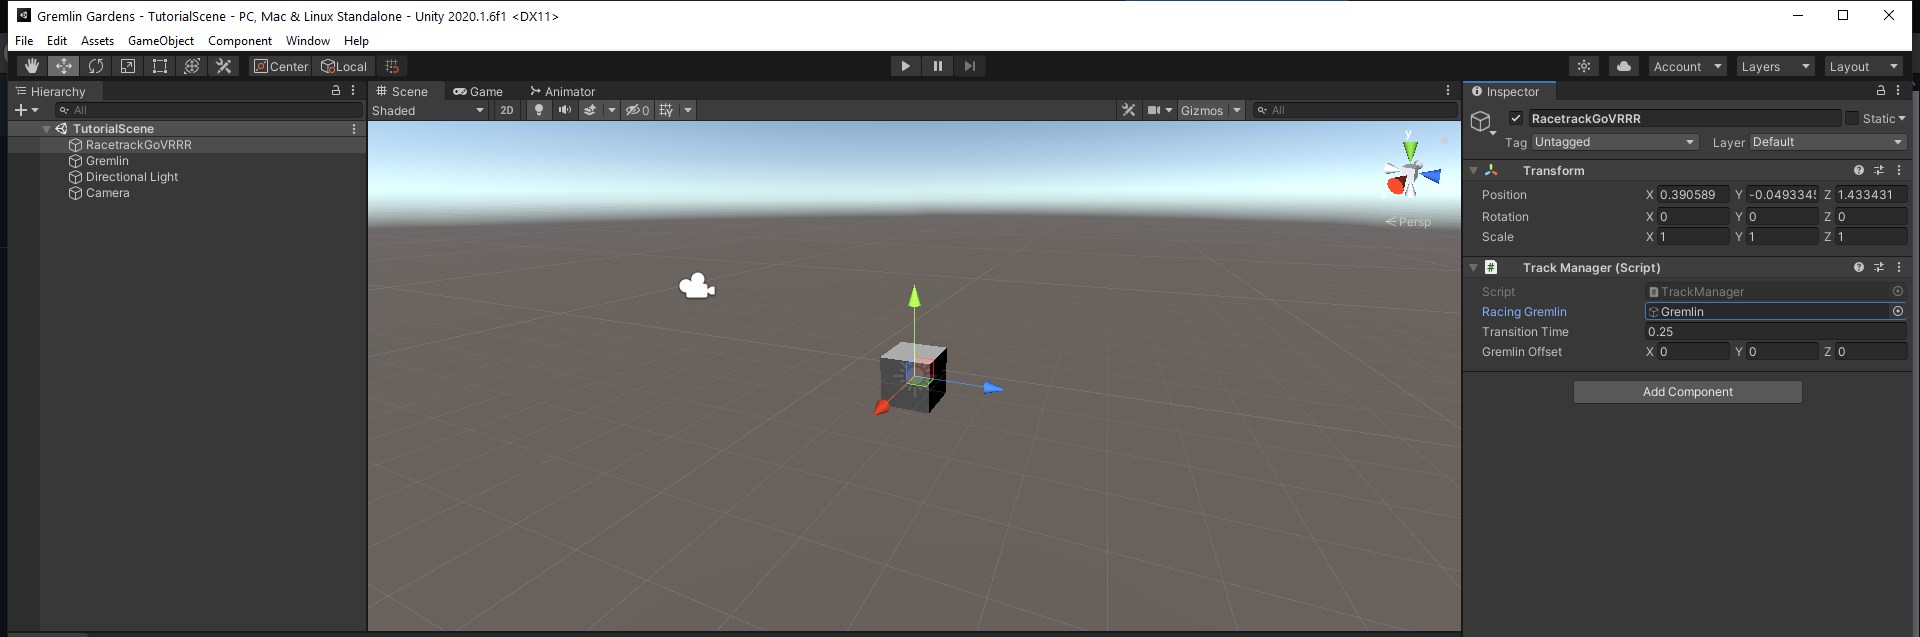 Gremlin Gardens - TutorialScene - PC, Mac & Linux Standalone - Unity 2020.1.6f1 <DX11>
File Edit Assets GameObject Component Window Help
Center Local Account Layers Layout
Hierarchy
All
TutorialScene
RacetrackGoVRRR
Gremlin
Directional Light
Camera
Scene Game Animator
Shaded 2D 0 Gizmos All
y
Persp
Inspector
RacetrackGoVRRR Static
Tag Untagged Layer Default
Transform
Position X 0.390589 Y -0.049334 Z 1.433431
Rotation X 0 Y 0 Z 0
Scale X 1 Y 1 Z 1
Track Manager (Script)
Script TrackManager
Racing Gremlin Gremlin
Transition Time 0.25
Gremlin Offset X 0 Y 0 Z 0
Add Component